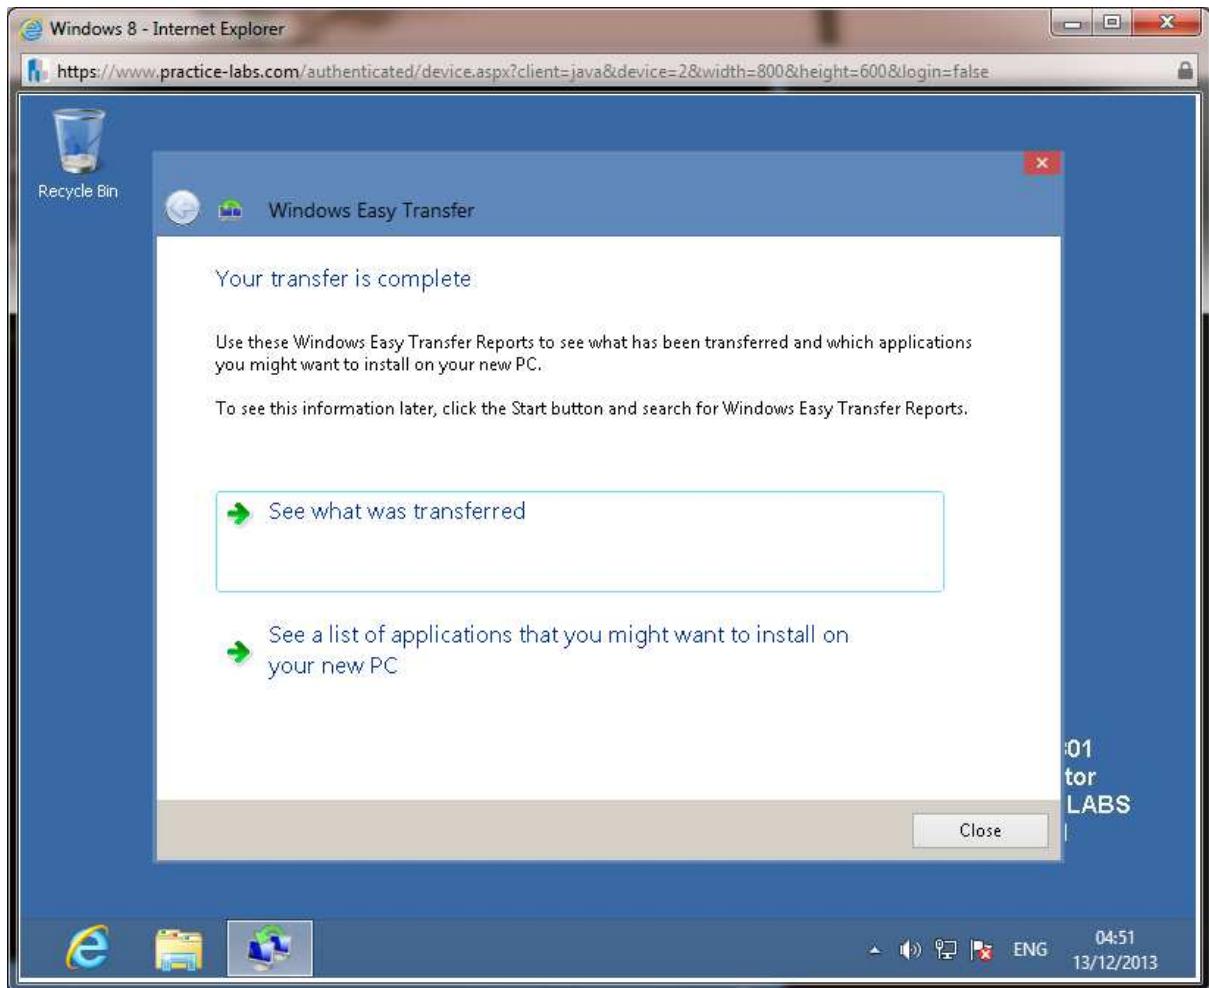 Windows 8 - Internet Explorer
https://www.practice-labs.com/authenticated/device.aspx?client=java&device=2&width=800&height=600&login=false
Recycle Bin
Windows Easy Transfer
Your transfer is complete
Use these Windows Easy Transfer Reports to see what has been transferred and which applications
you might want to install on your new PC.
To see this information later, click the Start button and search for Windows Easy Transfer Reports.
See what was transferred
See a list of applications that you might want to install on
your new PC
01
tor
LABS
Close
ENG
04:51
13/12/2013